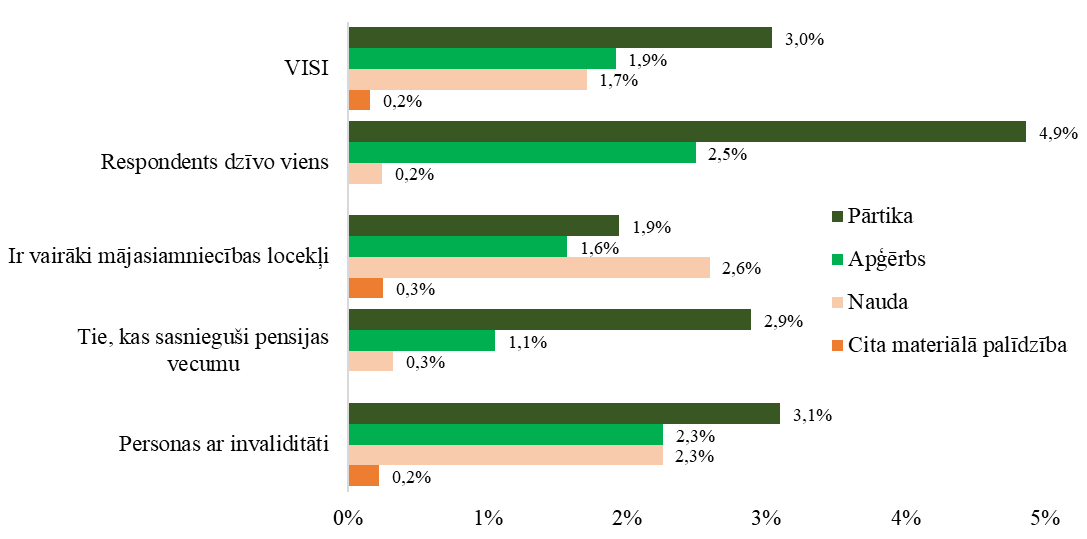 VISI
3,0%
1,9%
1,7%
0,2%
Respondents dzīvo viens
4,9%
2,5%
0,2%
Ir vairāki mājasiamniecības locekļi
1,9%
1,6%
2,6%
0,3%
Tie, kas sasnieguši pensijas
vecumu
2,9%
1,1%
0,3%
Personas ar invaliditāti
3,1%
2,3%
2,3%
0,2%
Pārtika
Apģērbs
Nauda
Cita materiālā palīdzība
0%
1%
2%
3%
4%
5%